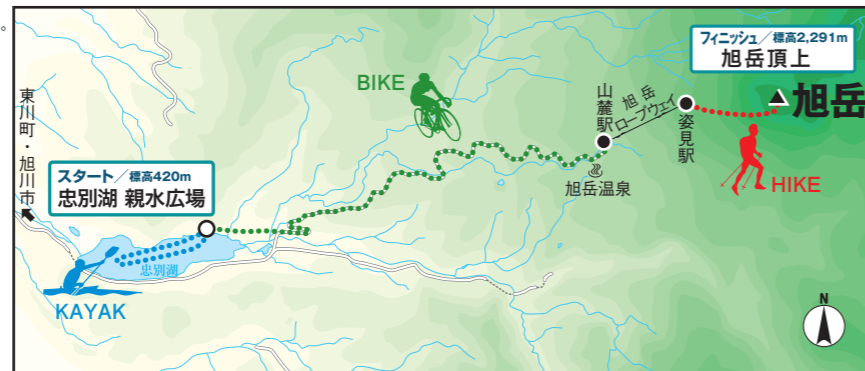 。
フィニッシュ／標高2,291m
旭岳頂上
旭岳
BIKE
山麓駅
旭岳
ロープウェイ
姿見駅
HIKE
旭岳温泉
東川町・旭川市
スタート／標高420m
忠別湖 親水広場
忠別湖
KAYAK
N